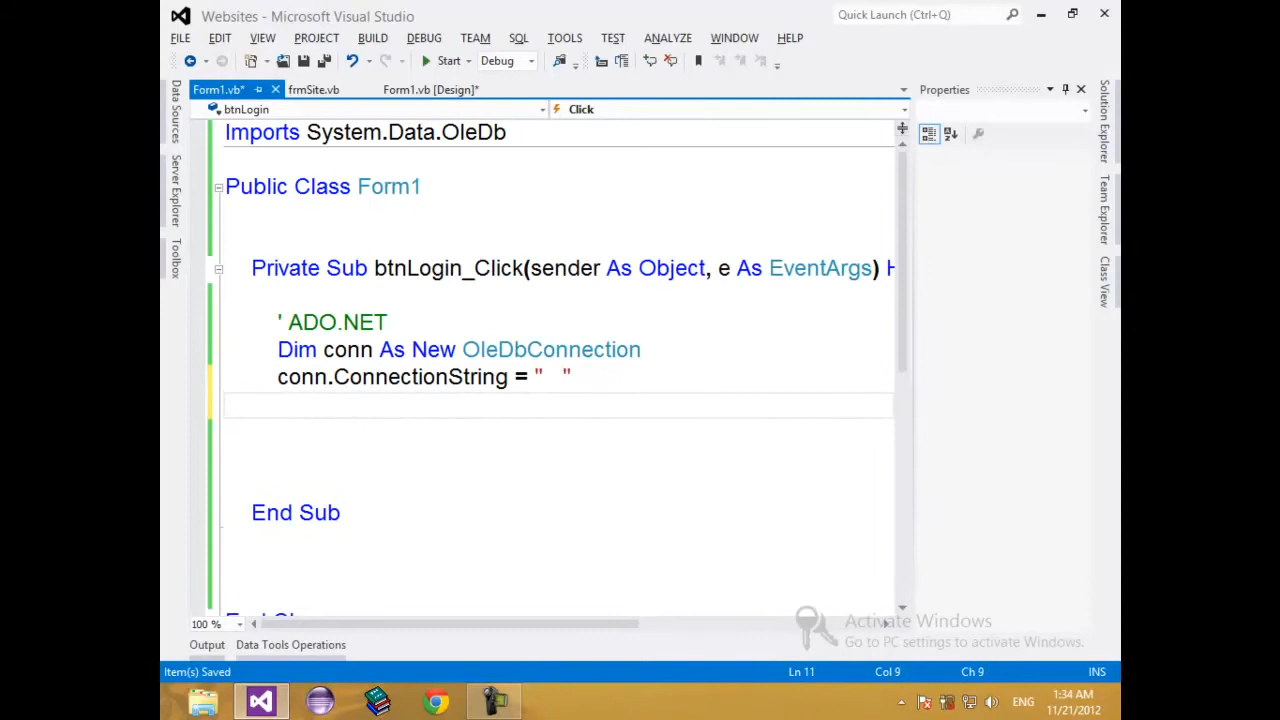 Websites - Microsoft Visual Studio
Quick Launch (Ctrl+Q)
FILE EDIT VIEW PROJECT BUILD DEBUG TEAM SQL TOOLS TEST ANALYZE WINDOW HELP
Start Debug
Form1.vb* frmSite.vb Form1.vb [Design]*
Properties
btnLogin Click
Data Sources
Server Explorer
Toolbox
Imports System.Data.OleDb
Public Class Form1
Private Sub btnLogin_Click(sender As Object, e As EventArgs) H
' ADO.NET
Dim conn As New OleDbConnection
conn.ConnectionString = "   "
End Sub
Solution Explorer
Team Explorer
Class View
100 %
Activate Windows
Go to PC settings to activate Windows.
Output Data Tools Operations
Item(s) Saved Ln 11 Col 9 Ch 9 INS
ENG
1:34 AM
11/21/2012